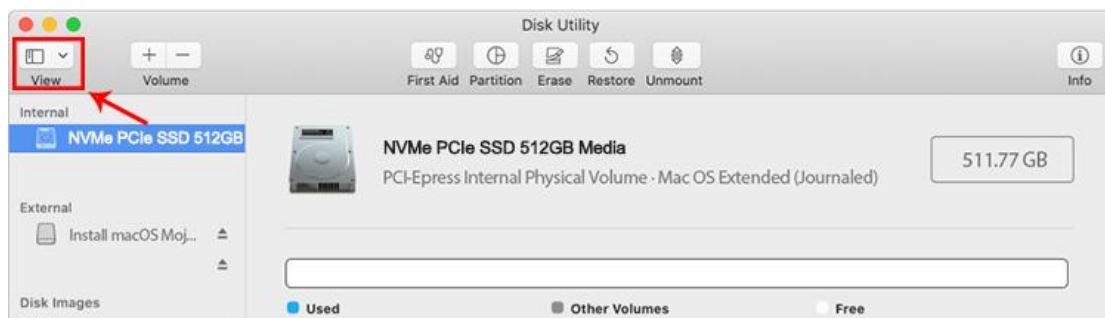 Disk Utility
View
Volume
First Aid
Partition
Erase
Restore
Unmount
Info
Internal
NVMe PCIe SSD 512GB
External
Install macOS Moj...
Disk Images
NVMe PCIe SSD 512GB Media
PCI-Epress Internal Physical Volume · Mac OS Extended (Journaled)
511.77 GB
Used
Other Volumes
Free